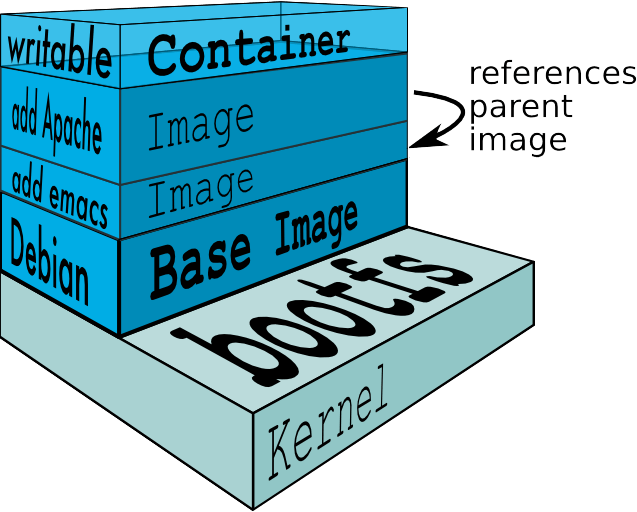 writable Container
add Apache Image
add emacs Image
Debian Base Image
references
parent
image
bootfs
Kernel